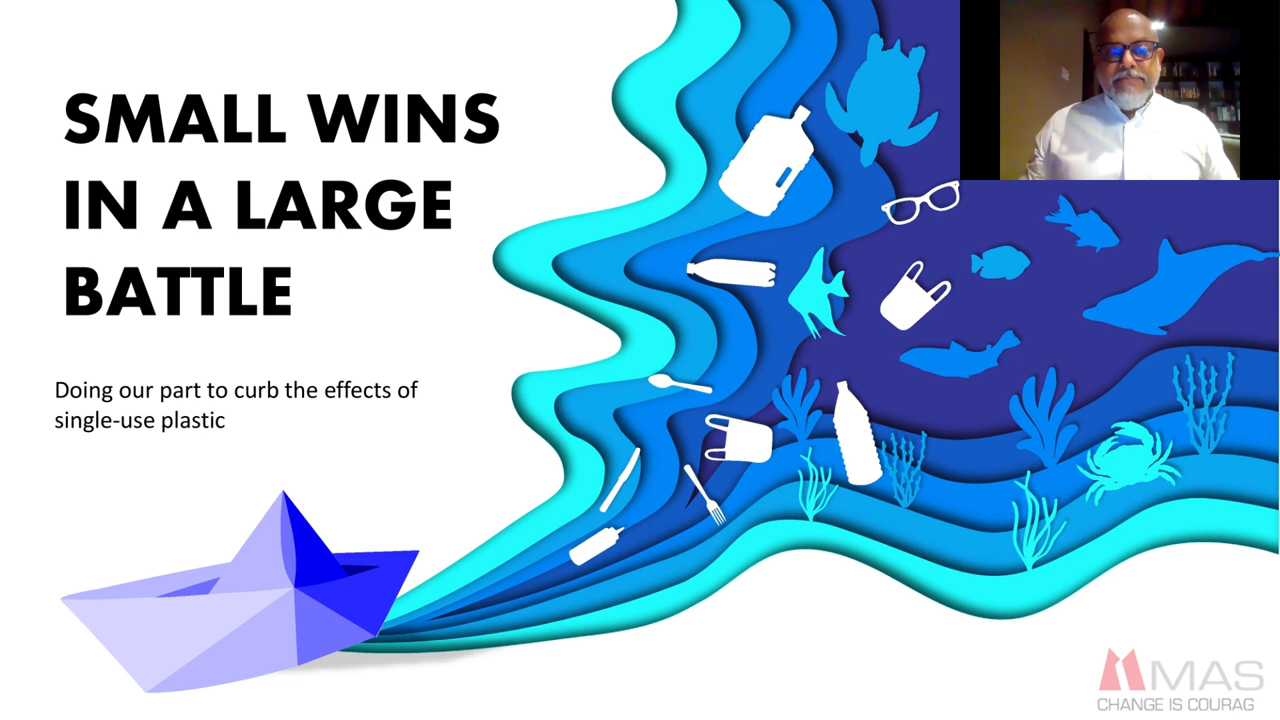 SMALL WINS
IN A LARGE
BATTLE
Doing our part to curb the effects of
single-use plastic
MAS
CHANGE IS COURAG